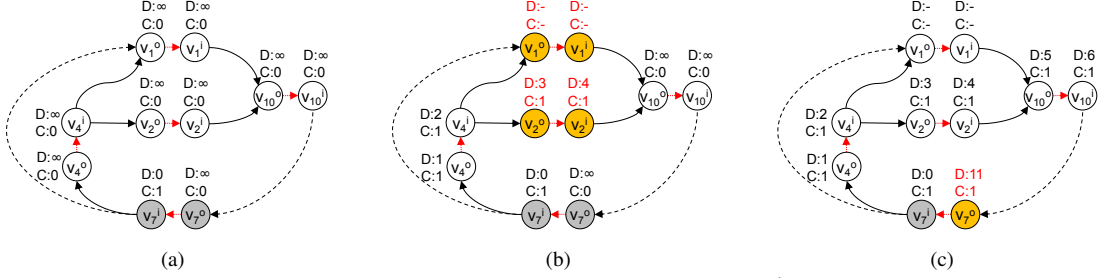 D:∞ D:∞
C:0 C:0
v₁ᵒ v₁ⁱ
D:∞ D:∞
C:0 C:0
D:∞ D:∞
C:0 C:0
v₁₀ᵒ v₁₀ⁱ
D:∞
C:0
v₄ⁱ v₂ᵒ v₂ⁱ
D:∞
C:0
v₄ᵒ
D:0 D:∞
C:1 C:0
v₇ⁱ v₇ᵒ
(a)
D:- D:-
C:- C:-
v₁ᵒ v₁ⁱ
D:∞ D:∞
C:0 C:0
D:3 D:4
C:1 C:1
v₁₀ᵒ v₁₀ⁱ
D:2
C:1
v₄ⁱ v₂ᵒ v₂ⁱ
D:1
C:1
v₄ᵒ
D:0 D:∞
C:1 C:0
v₇ⁱ v₇ᵒ
(b)
D:- D:-
C:- C:-
v₁ᵒ v₁ⁱ
D:5 D:6
C:1 C:1
D:3 D:4
C:1 C:1
v₁₀ᵒ v₁₀ⁱ
D:2
C:1
v₄ⁱ v₂ᵒ v₂ⁱ
D:1
C:1
v₄ᵒ
D:0 D:11
C:1 C:1
v₇ⁱ v₇ᵒ
(c)